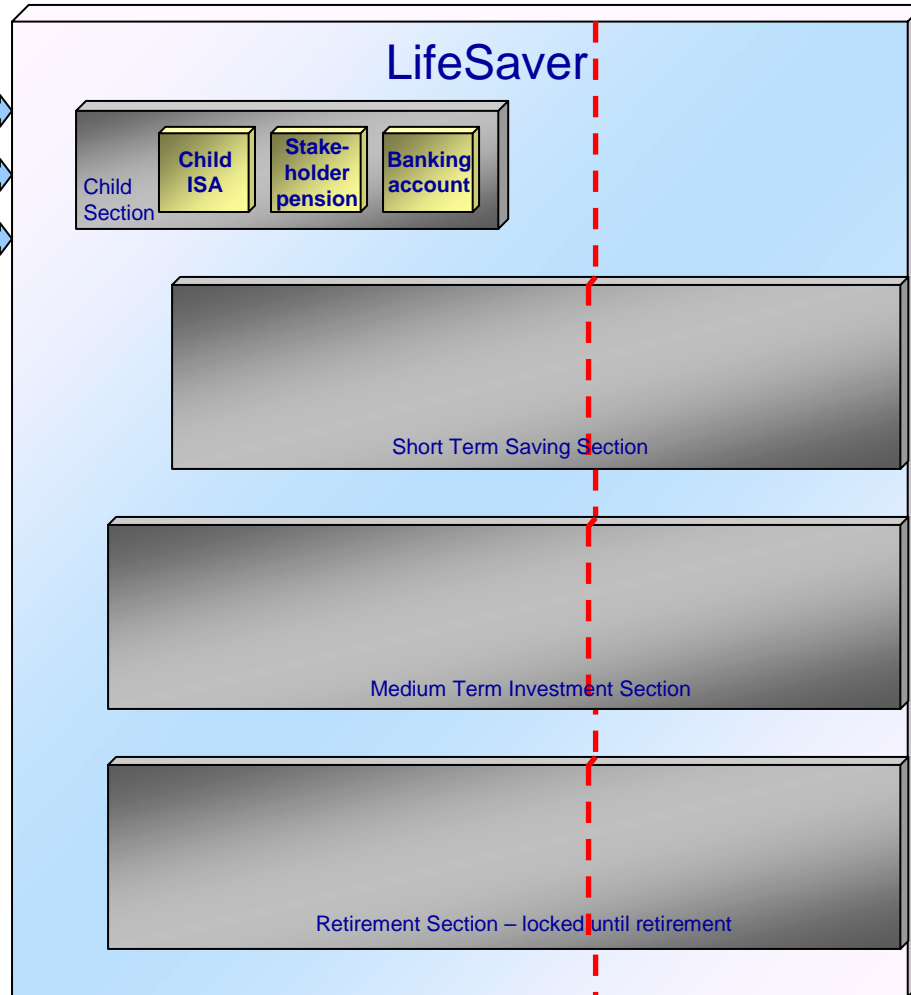 LifeSaver
Child
Section
Child
ISA
Stake-
holder
pension
Banking
account
Short Term Saving Section
Medium Term Investment Section
Retirement Section – locked until retirement